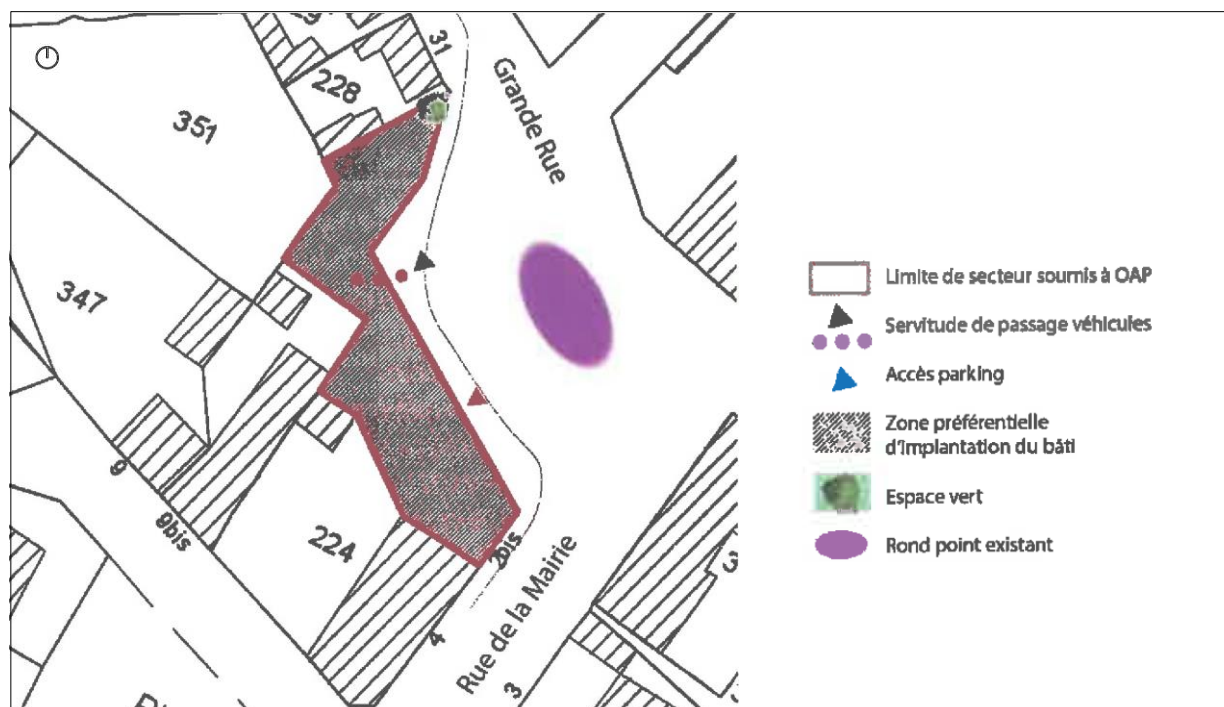 31
228
351
Grande Rue
347
9
9bis
224
2bis
4
Rue de la Mairie
3
Limite de secteur soumis à OAP
Servitude de passage véhicules
Accès parking
Zone préférentielle
d'implantation du bâti
Espace vert
Rond point existant